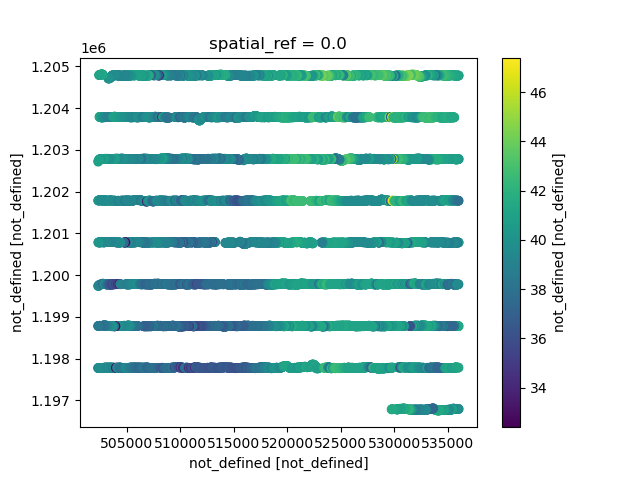 spatial_ref = 0.0
1e6
1.205
1.204
1.203
1.202
1.201
1.200
1.199
1.198
1.197
not_defined [not_defined]
505000 510000 515000 520000 525000 530000 535000
not_defined [not_defined]
46
44
42
40
38
36
34
not_defined [not_defined]